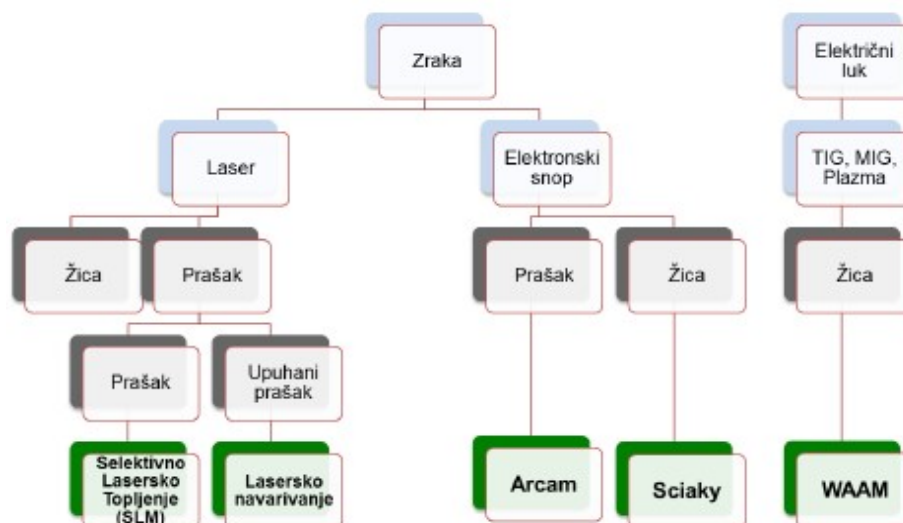 Zraka
Električni
luk
Laser
Elektronski
snop
TIG, MIG,
Plazma
Žica
Prašak
Prašak
Žica
Žica
Prašak
Upuhani
prašak
Selektivno
Lasersko
Topljenje
(SLM)
Lasersko
navarivanje
Arcam
Sciaky
WAAM